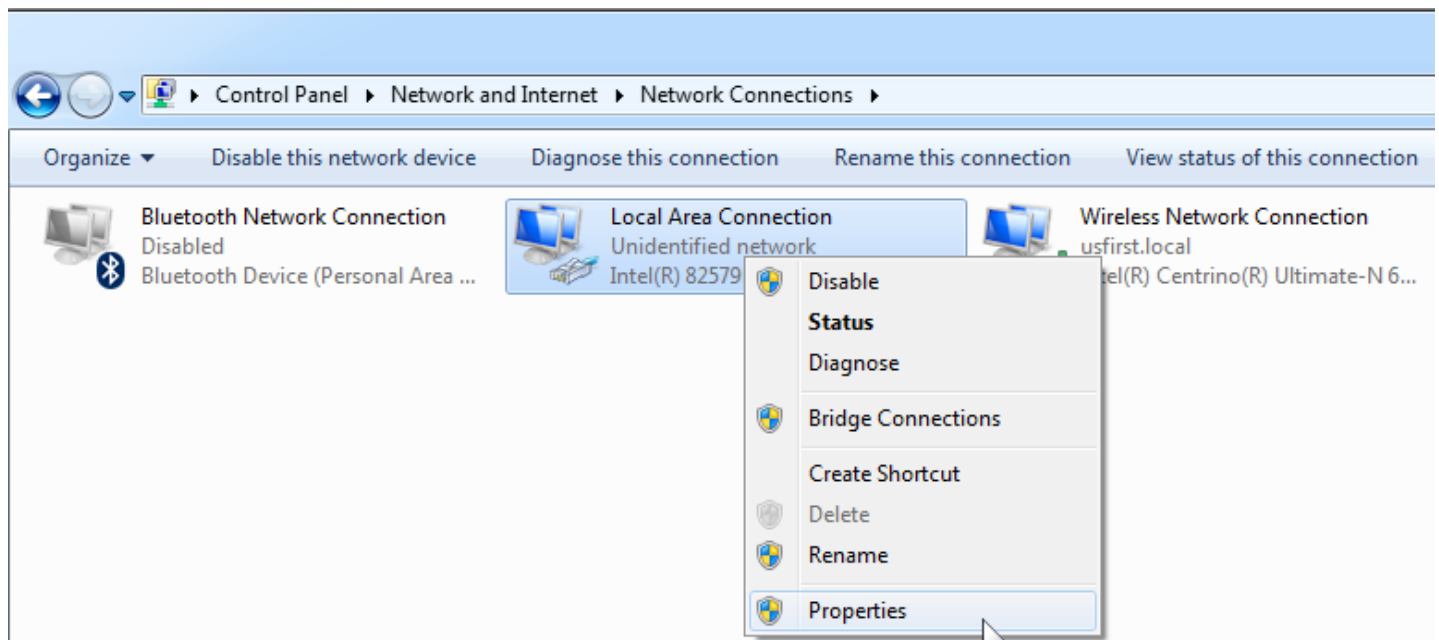 Control Panel Network and Internet Network Connections
Organize Disable this network device Diagnose this connection Rename this connection View status of this connection
Bluetooth Network Connection
Disabled
Bluetooth Device (Personal Area ...
Local Area Connection
Unidentified network
Intel(R) 82579
Wireless Network Connection
usfirst.local
tel(R) Centrino(R) Ultimate-N 6...
Disable
Status
Diagnose
Bridge Connections
Create Shortcut
Delete
Rename
Properties